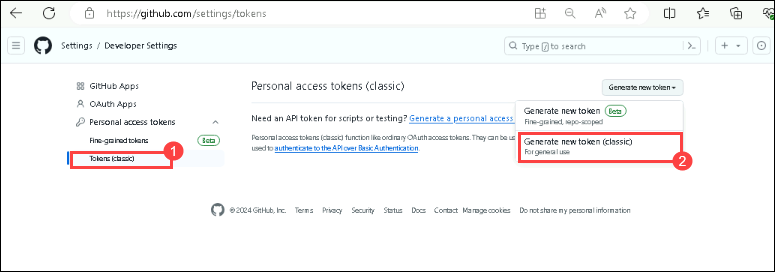 https://github.com/settings/tokens
Settings / Developer Settings
Type / to search
GitHub Apps
OAuth Apps
Personal access tokens
Fine-grained tokens Beta
Tokens (classic)
1
Personal access tokens (classic)
Generate new token
Need an API token for scripts or testing? Generate a personal access
Personal access tokens (classic) function like ordinary OAuth access tokens. They can be us
used to authenticate to the API over Basic Authentication.
Generate new token Beta
Fine-grained, repo-scoped
Generate new token (classic)
For general use
2
© 2024 GitHub, Inc. Terms Privacy Security Status Docs Contact Manage cookies Do not share my personal information